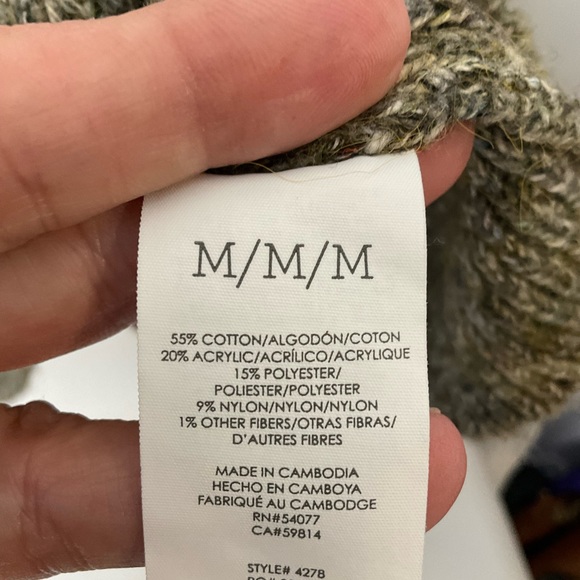 M/M/M
55% COTTON/ALGODÓN/COTON
20% ACRYLIC/ACRÍLICO/ACRYLIQUE
15% POLYESTER/
POLIESTER/POLYESTER
9% NYLON/NYLON/NYLON
1% OTHER FIBERS/OTRAS FIBRAS/
D'AUTRES FIBRES
MADE IN CAMBODIA
HECHO EN CAMBOYA
FABRIQUÉ AU CAMBODGE
RN#54077
CA#59814
STYLE# 4278